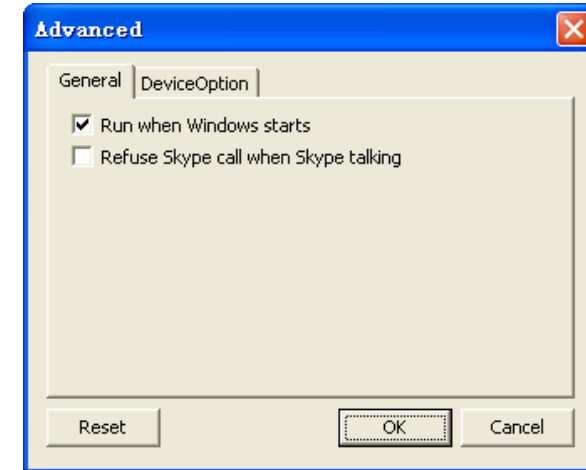 Advanced
General DeviceOption
Run when Windows starts
Refuse Skype call when Skype talking
Reset OK Cancel